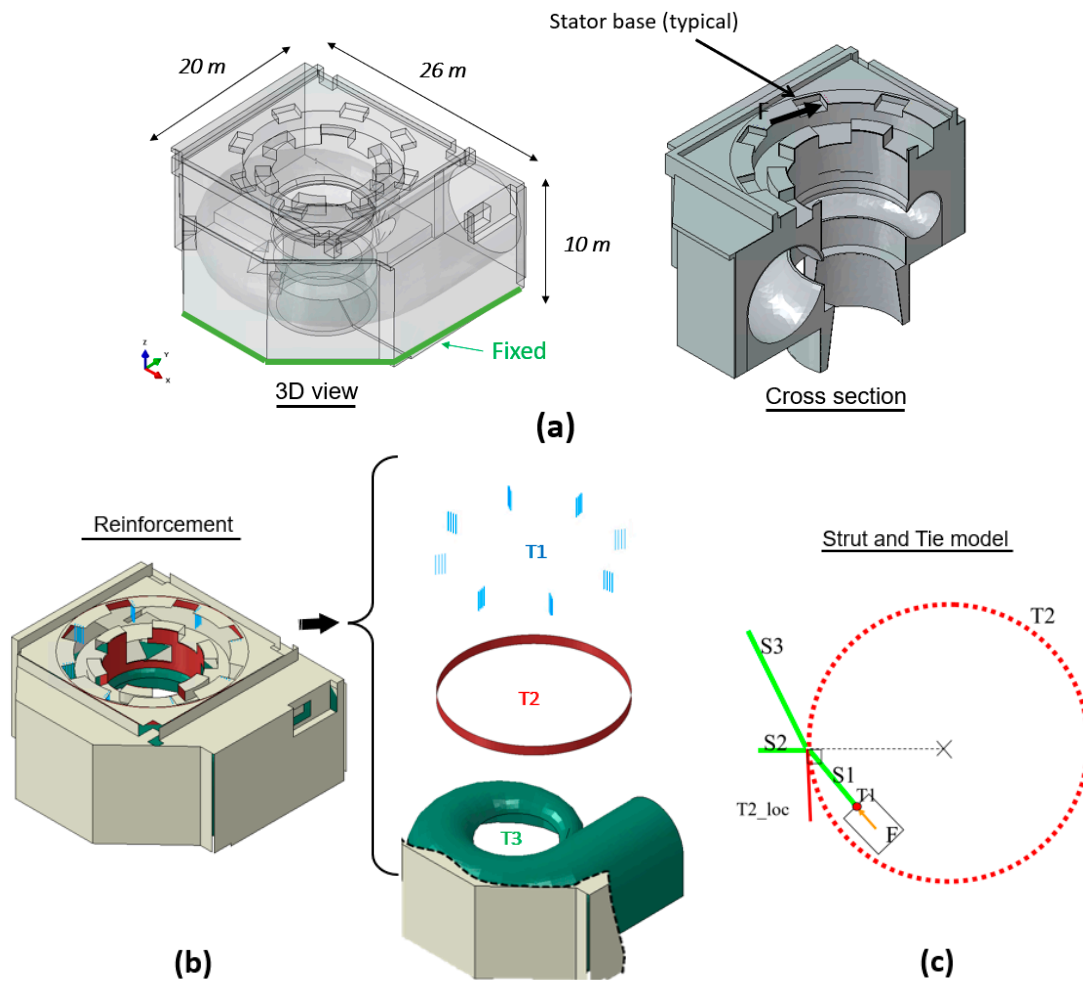 Stator base (typical)
20 m
26 m
F
10 m
Fixed
z
Y
X
3D view
Cross section
(a)
Reinforcement
Strut and Tie model
T1
T2
T2
S3
S2
S1
T1
T2_loc
F
T3
(b)
(c)